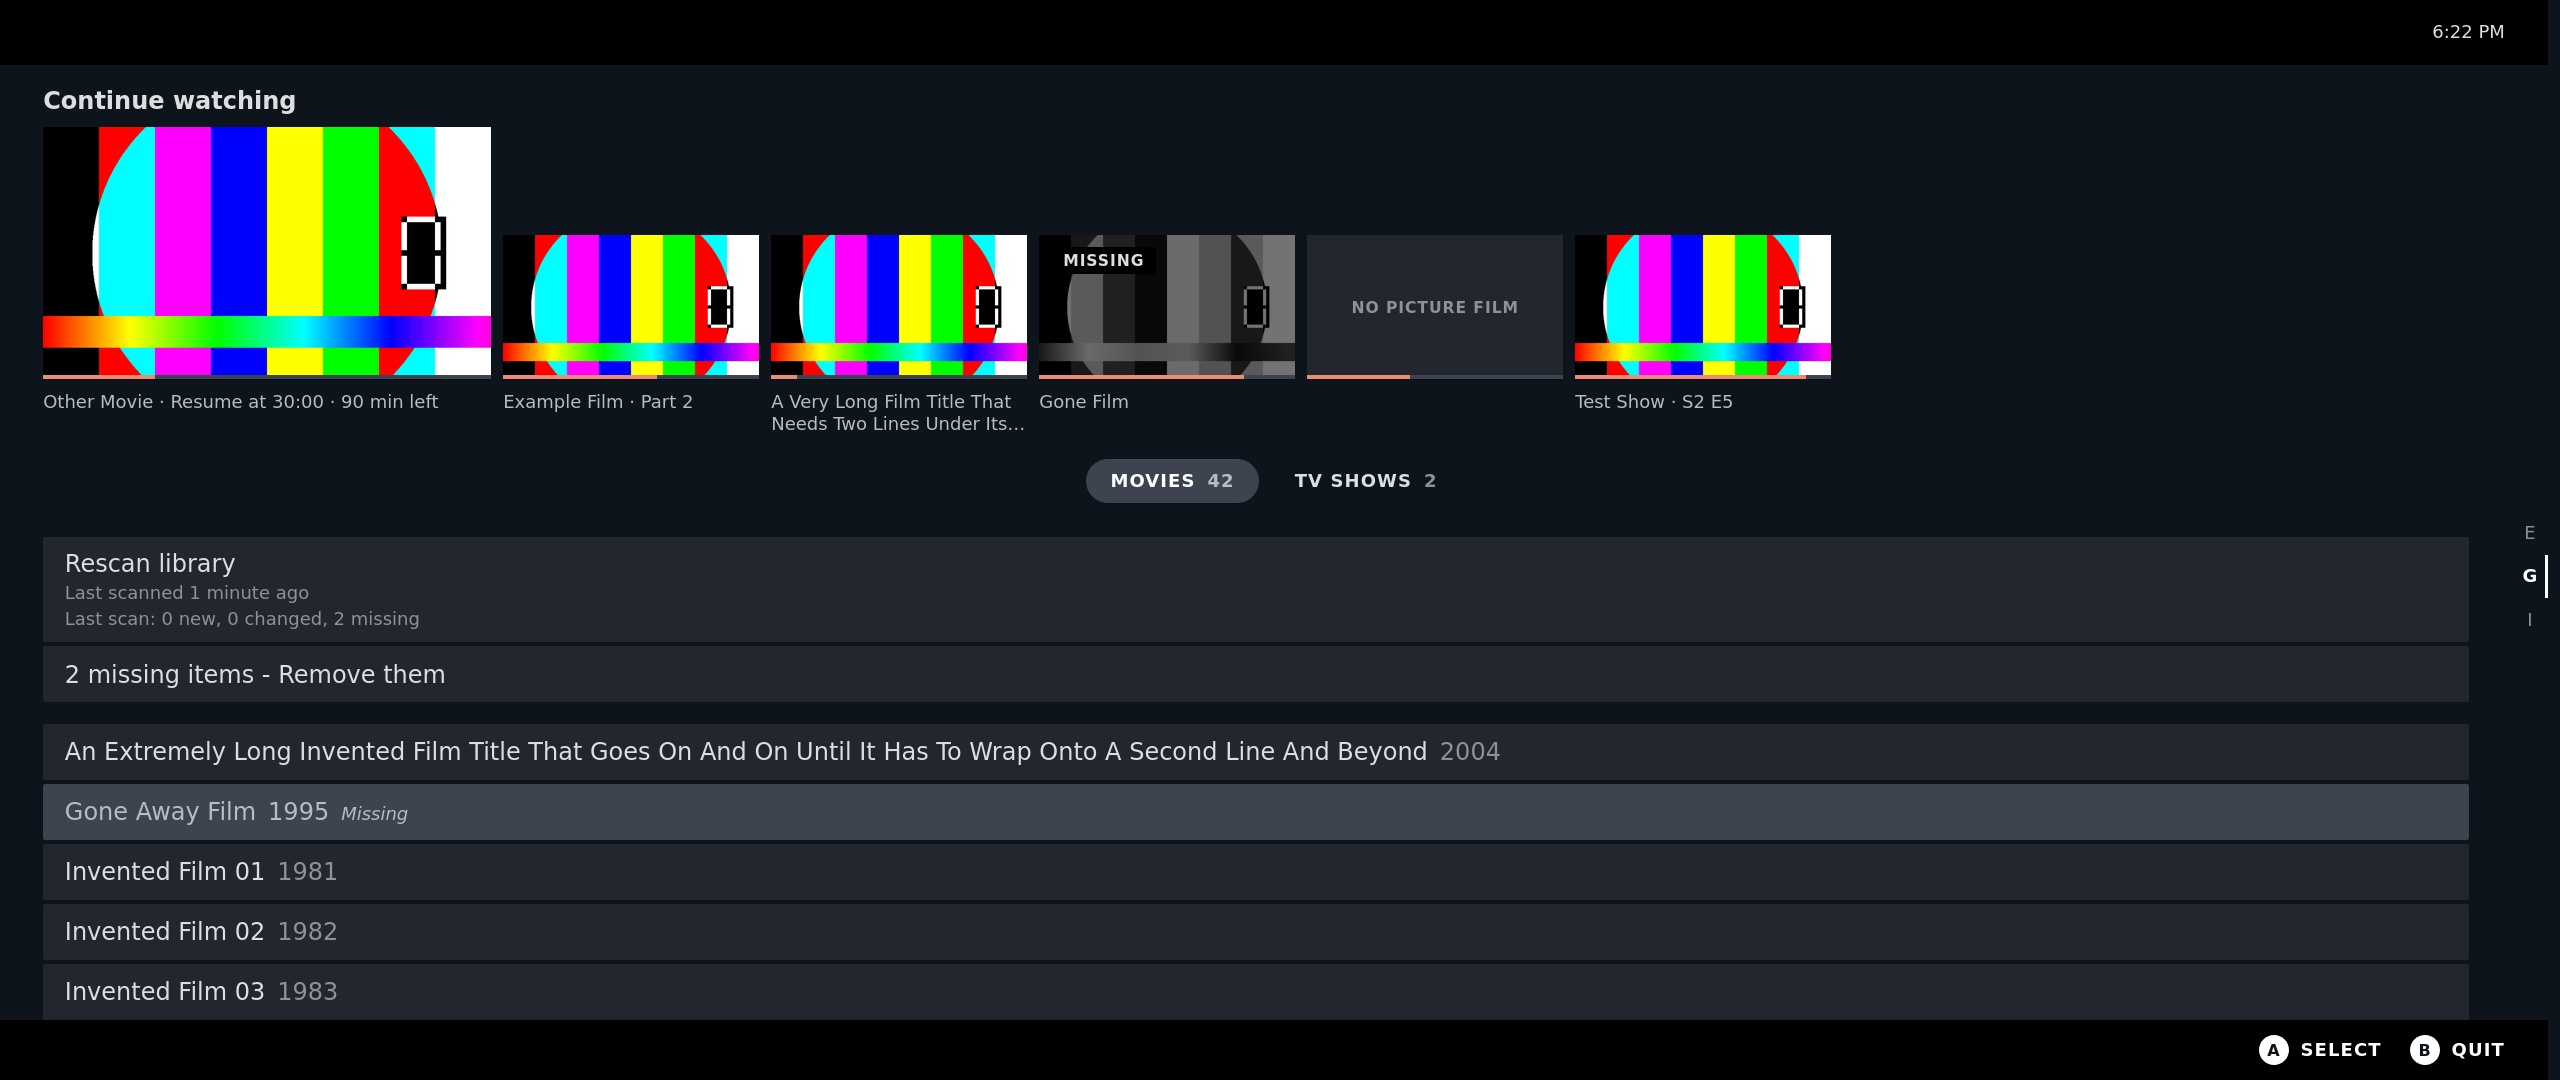 6:22 PM
Continue watching
MISSING
NO PICTURE FILM
Other Movie · Resume at 30:00 · 90 min left
Example Film · Part 2
A Very Long Film Title That
Needs Two Lines Under Its…
Gone Film
Test Show · S2 E5
MOVIES 42
TV SHOWS 2
E
G
I
Rescan library
Last scanned 1 minute ago
Last scan: 0 new, 0 changed, 2 missing
2 missing items - Remove them
An Extremely Long Invented Film Title That Goes On And On Until It Has To Wrap Onto A Second Line And Beyond 2004
Gone Away Film 1995 Missing
Invented Film 01 1981
Invented Film 02 1982
Invented Film 03 1983
A SELECT
B QUIT